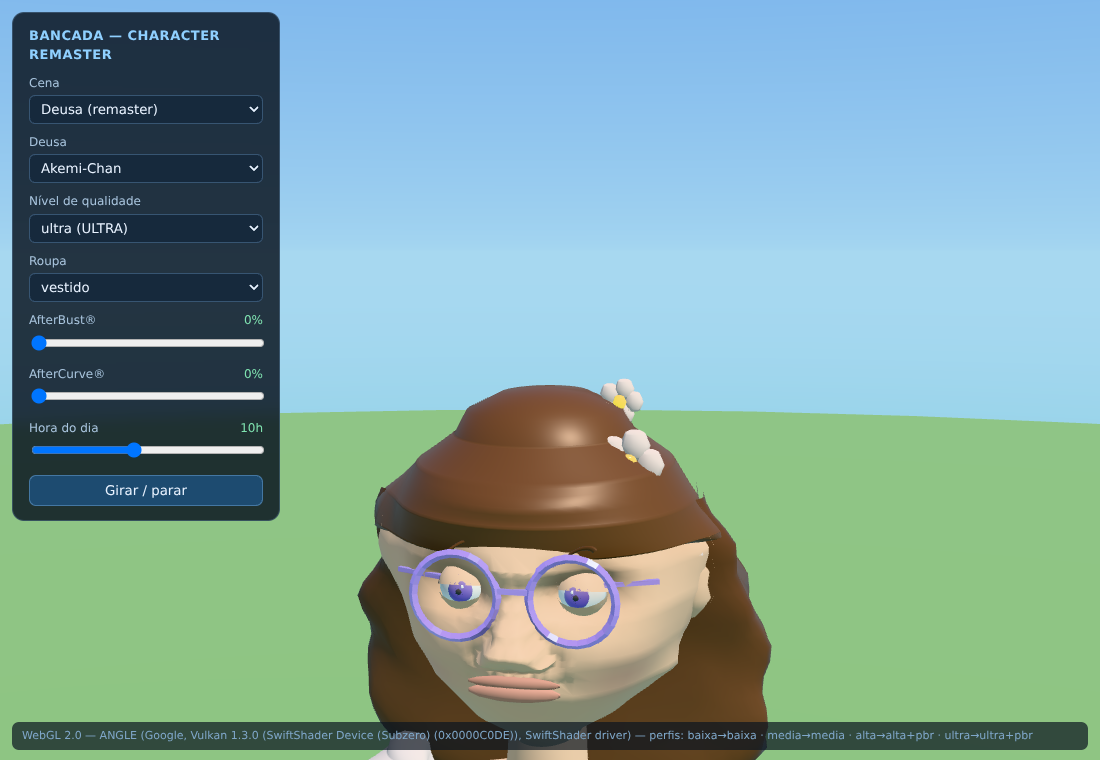 BANCADA — CHARACTER
REMASTER
Cena
Deusa (remaster)
Deusa
Akemi-Chan
Nível de qualidade
ultra (ULTRA)
Roupa
vestido
AfterBust® 0%
AfterCurve® 0%
Hora do dia 10h
Girar / parar
WebGL 2.0 — ANGLE (Google, Vulkan 1.3.0 (SwiftShader Device (Subzero) (0x0000C0DE)), SwiftShader driver) — perfis: baixa→baixa · media→media · alta→alta+pbr · ultra→ultra+pbr